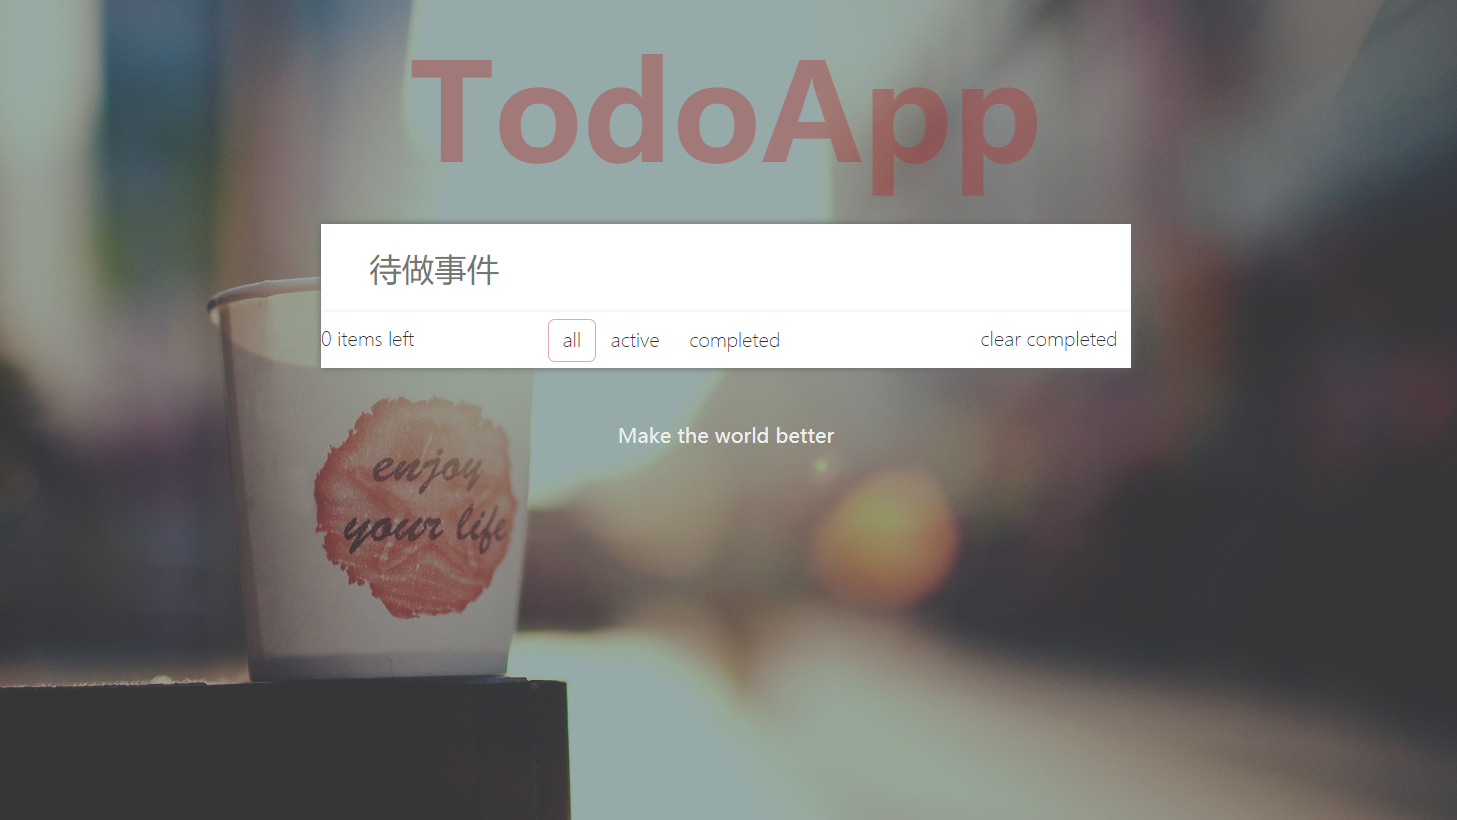 TodoApp
待做事件
0 items left all active completed clear completed
Make the world better
enjoy
your life